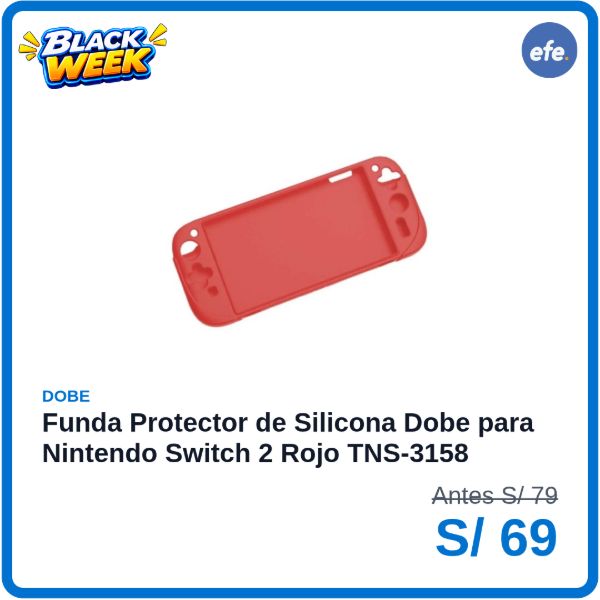 BLACK
WEEK
efe.
DOBE
Funda Protector de Silicona Dobe para
Nintendo Switch 2 Rojo TNS-3158
Antes S/ 79
S/ 69